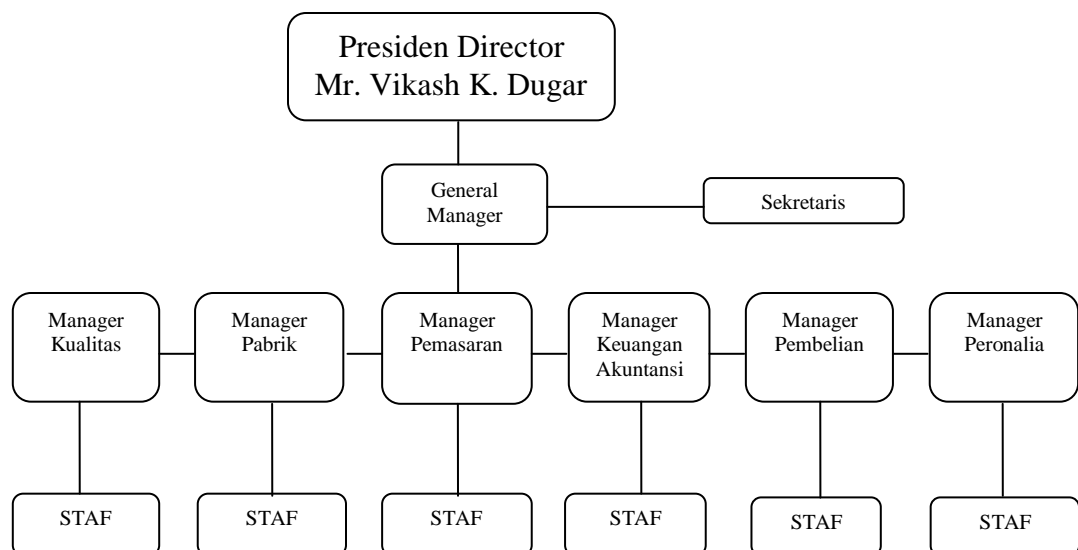 Presiden Director
Mr. Vikash K. Dugar
General
Manager
Sekretaris
Manager
Kualitas
Manager
Pabrik
Manager
Pemasaran
Manager
Keuangan
Akuntansi
Manager
Pembelian
Manager
Peronalia
STAF
STAF
STAF
STAF
STAF
STAF